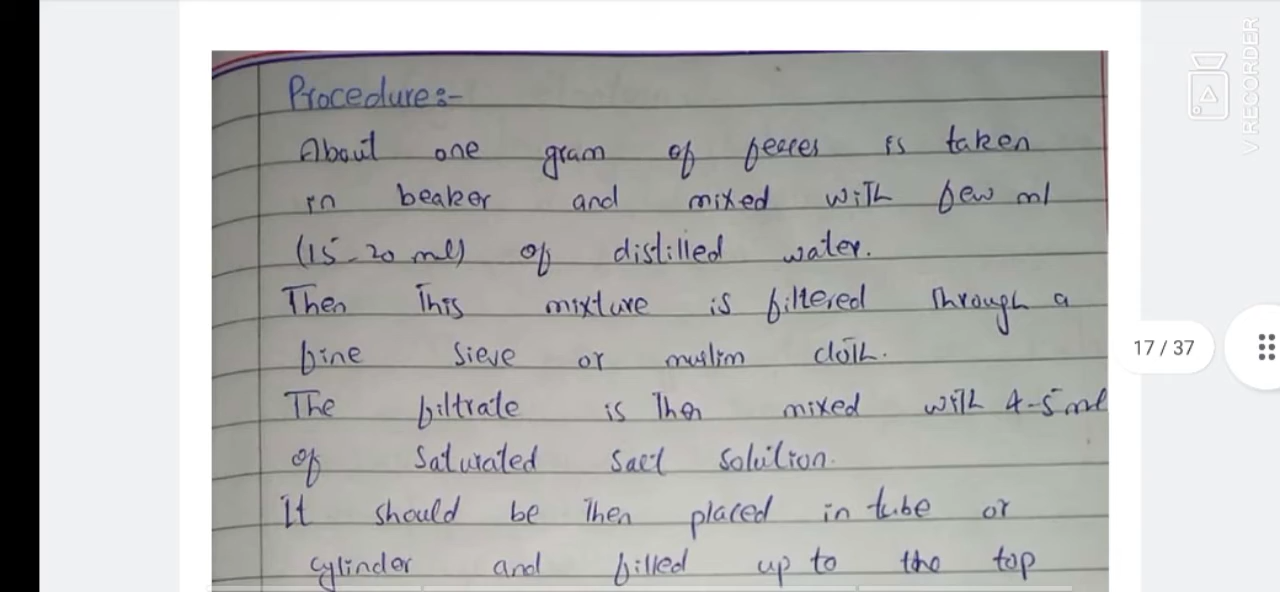 Procedure:-
About one gram of feaces is taken
in beaker and mixed with few ml
(15-20 ml) of distilled water.
Then this mixture is filtered through a
fine sieve or muslim cloth.
The filtrate is then mixed with 4-5 ml
of saturated salt solution.
It should be then placed in tube or
cylinder and filled up to the top
17 / 37
V RECORDER